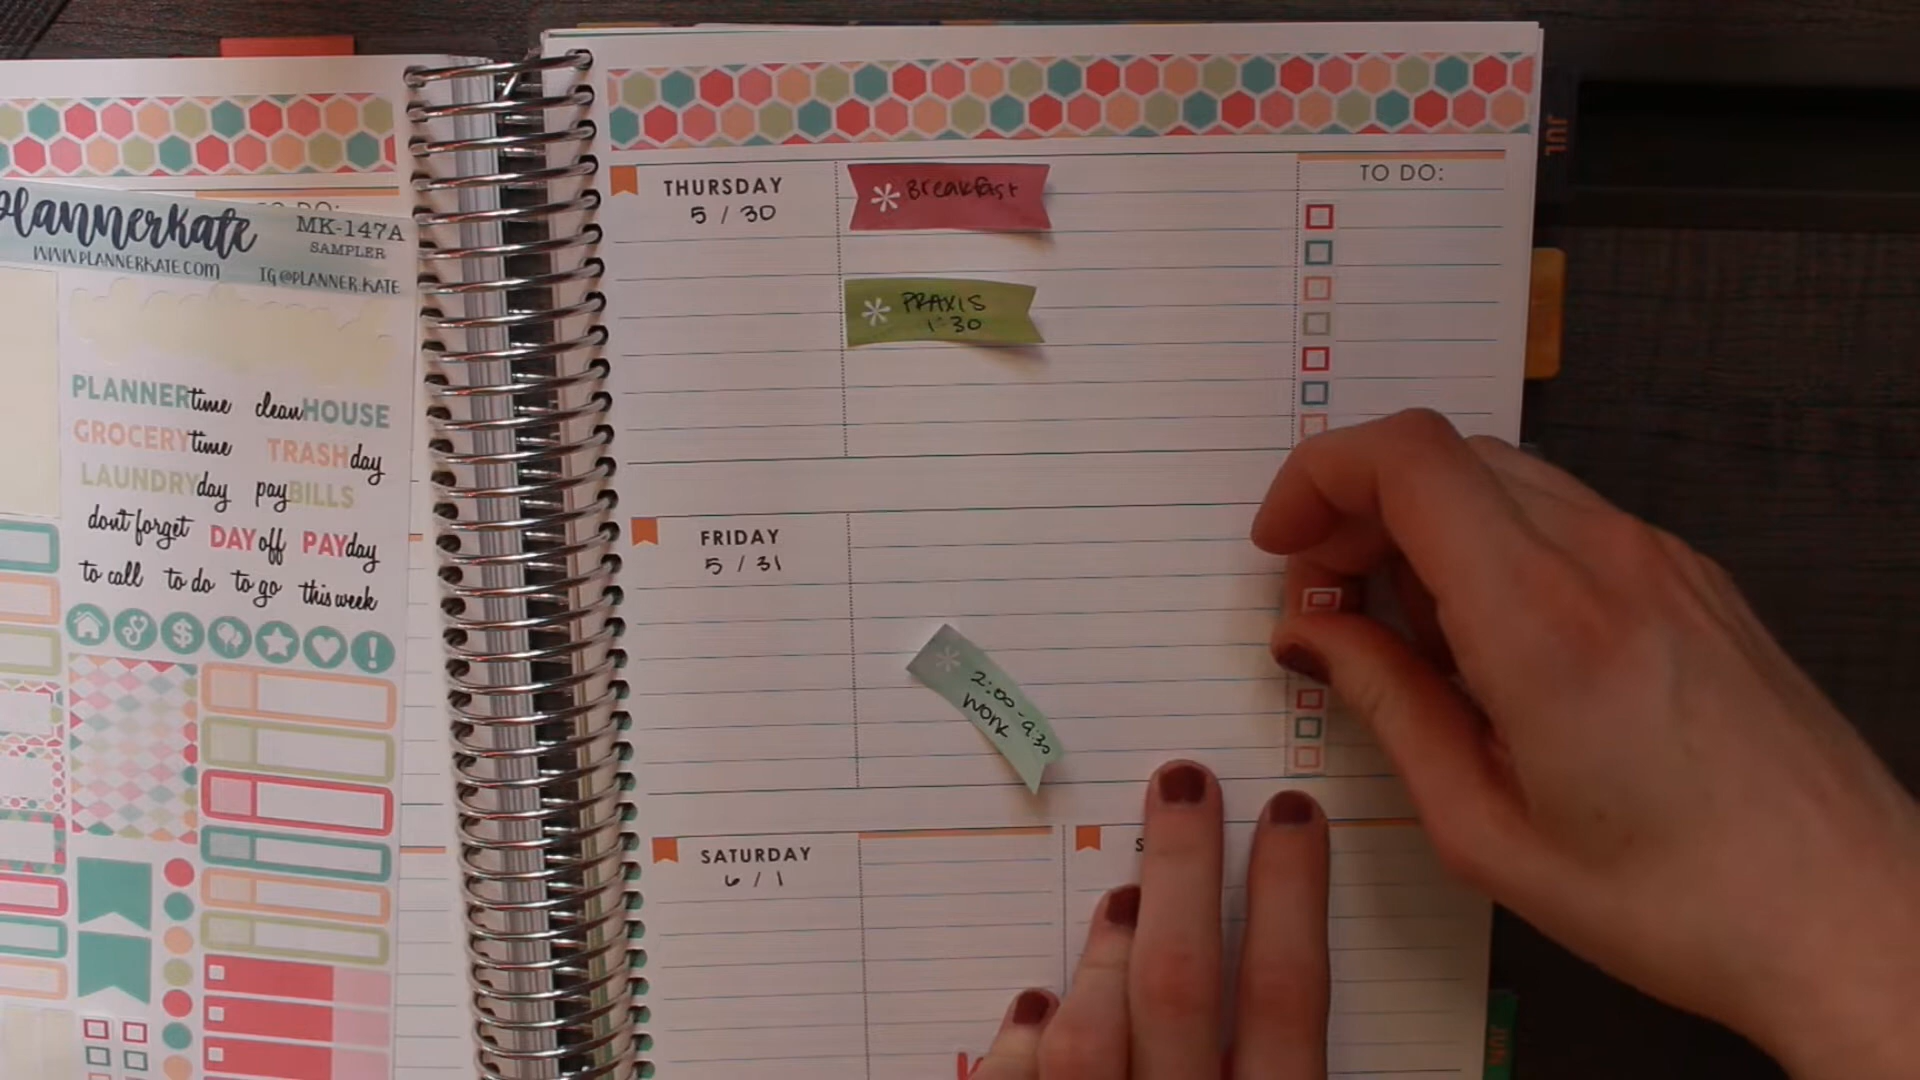 plannerkate
MK-147A
SAMPLER
WWW.PLANNERKATE.COM
IG @PLANNER.KATE
PLANNERtime cleanHOUSE
GROCERYtime TRASHday
LAUNDRYday payBILLS
don't forget DAYoff PAYday
to call to do to go this week
THURSDAY
5 / 30
* Breakfast
* PRAXIS
1:30
TO DO:
FRIDAY
5 / 31
* 2:00-9:30
WORK
SATURDAY
6 / 1
S
JUL
JUN